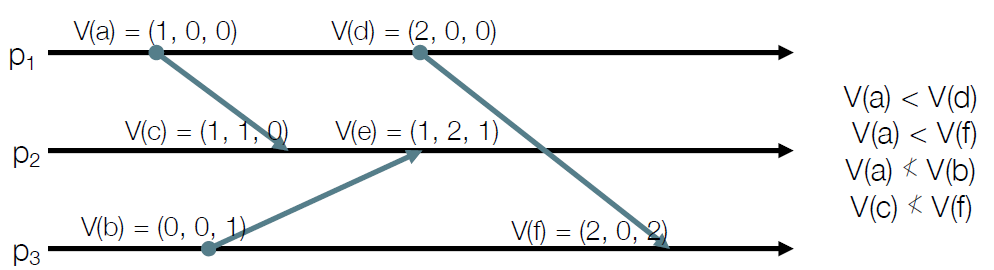 V(a) = (1, 0, 0) V(d) = (2, 0, 0)
p₁
V(c) = (1, 1, 0) V(e) = (1, 2, 1)
p₂
V(b) = (0, 0, 1) V(f) = (2, 0, 2)
p₃
V(a) < V(d)
V(a) < V(f)
V(a) ≮ V(b)
V(c) ≮ V(f)